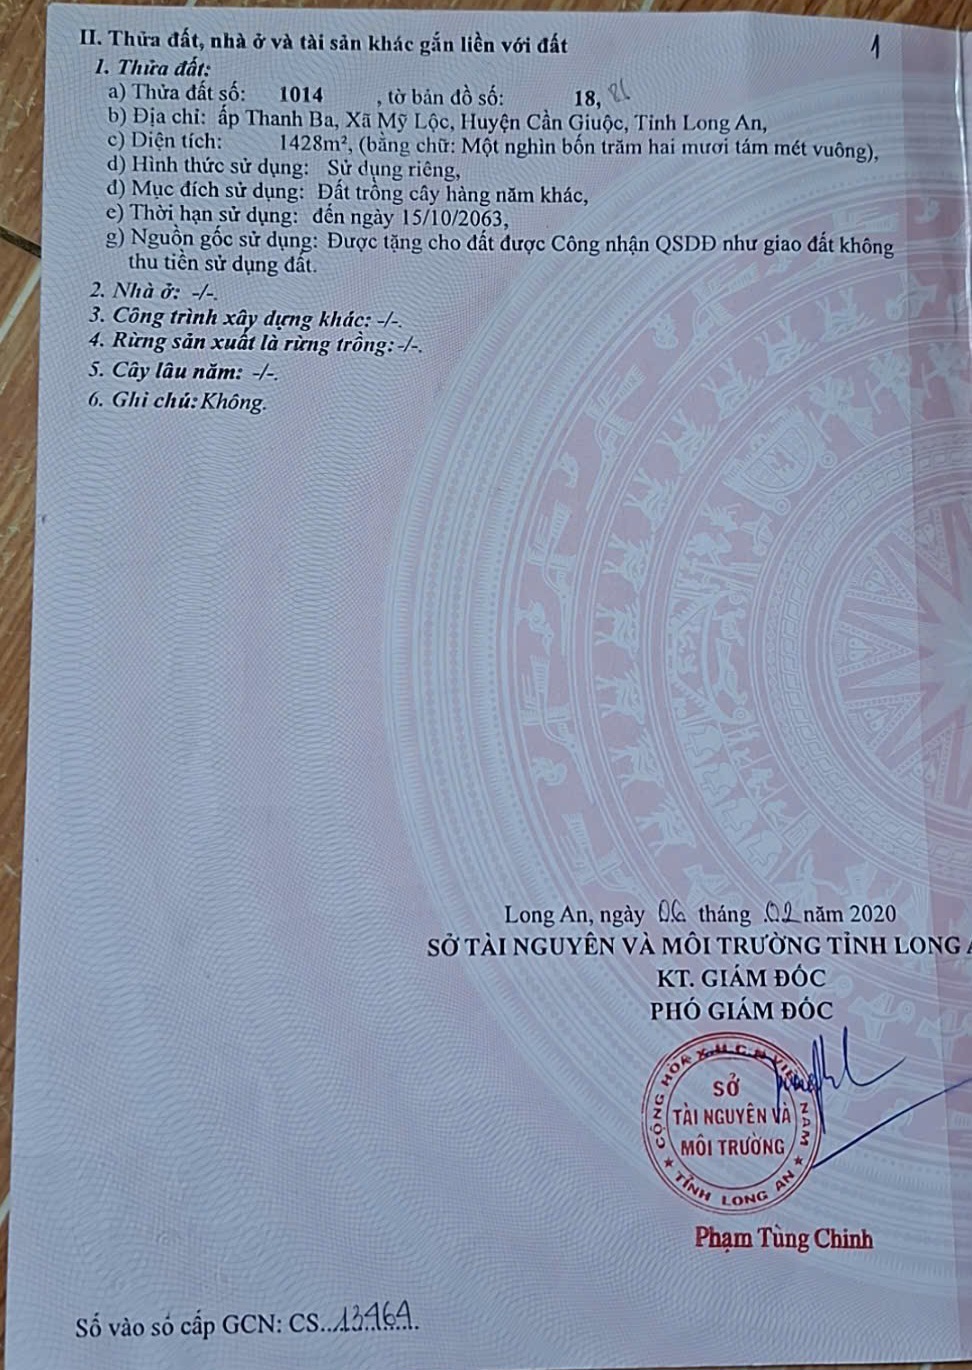 II. Thửa đất, nhà ở và tài sản khác gắn liền với đất
1
1. Thửa đất:
a) Thửa đất số: 1014 , tờ bản đồ số: 18,
b) Địa chỉ: ấp Thanh Ba, Xã Mỹ Lộc, Huyện Cần Giuộc, Tỉnh Long An,
c) Diện tích: 1428m², (bằng chữ: Một nghìn bốn trăm hai mươi tám mét vuông),
d) Hình thức sử dụng: Sử dụng riêng,
đ) Mục đích sử dụng: Đất trồng cây hàng năm khác,
e) Thời hạn sử dụng: đến ngày 15/10/2063,
g) Nguồn gốc sử dụng: Được tặng cho đất được Công nhận QSDĐ như giao đất không
thu tiền sử dụng đất.
2. Nhà ở: -/-.
3. Công trình xây dựng khác: -/-.
4. Rừng sản xuất là rừng trồng: -/-.
5. Cây lâu năm: -/-.
6. Ghi chú: Không.
Long An, ngày 06 tháng 02 năm 2020
SỞ TÀI NGUYÊN VÀ MÔI TRƯỜNG TỈNH LONG
KT. GIÁM ĐỐC
PHÓ GIÁM ĐỐC
CỘNG HÒA X.H.C.N VIỆT NAM
SỞ
TÀI NGUYÊN VÀ
MÔI TRƯỜNG
★ TỈNH LONG AN ★
Phạm Tùng Chinh
Số vào sổ cấp GCN: CS..13464.